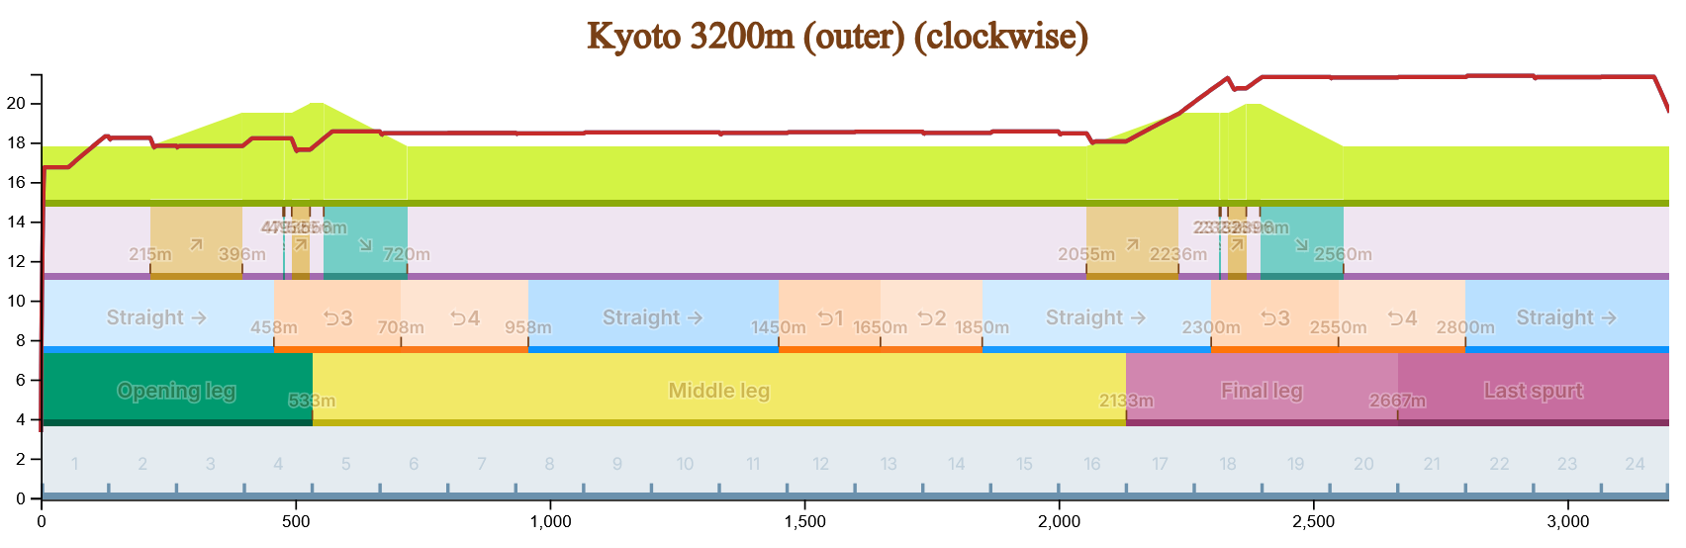 Kyoto 3200m (outer) (clockwise)
20
18
16
14
12
10
8
6
4
2
0
215m 396m 720m 2055m 2236m 2560m
Straight → 3 4 Straight → 1 2 Straight → 3 4 Straight →
458m 708m 958m 1450m 1650m 1850m 2300m 2550m 2800m
Opening leg Middle leg Final leg Last spurt
533m 2133m 2667m
1 2 3 4 5 6 7 8 9 10 11 12 13 14 15 16 17 18 19 20 21 22 23 24
0 500 1,000 1,500 2,000 2,500 3,000